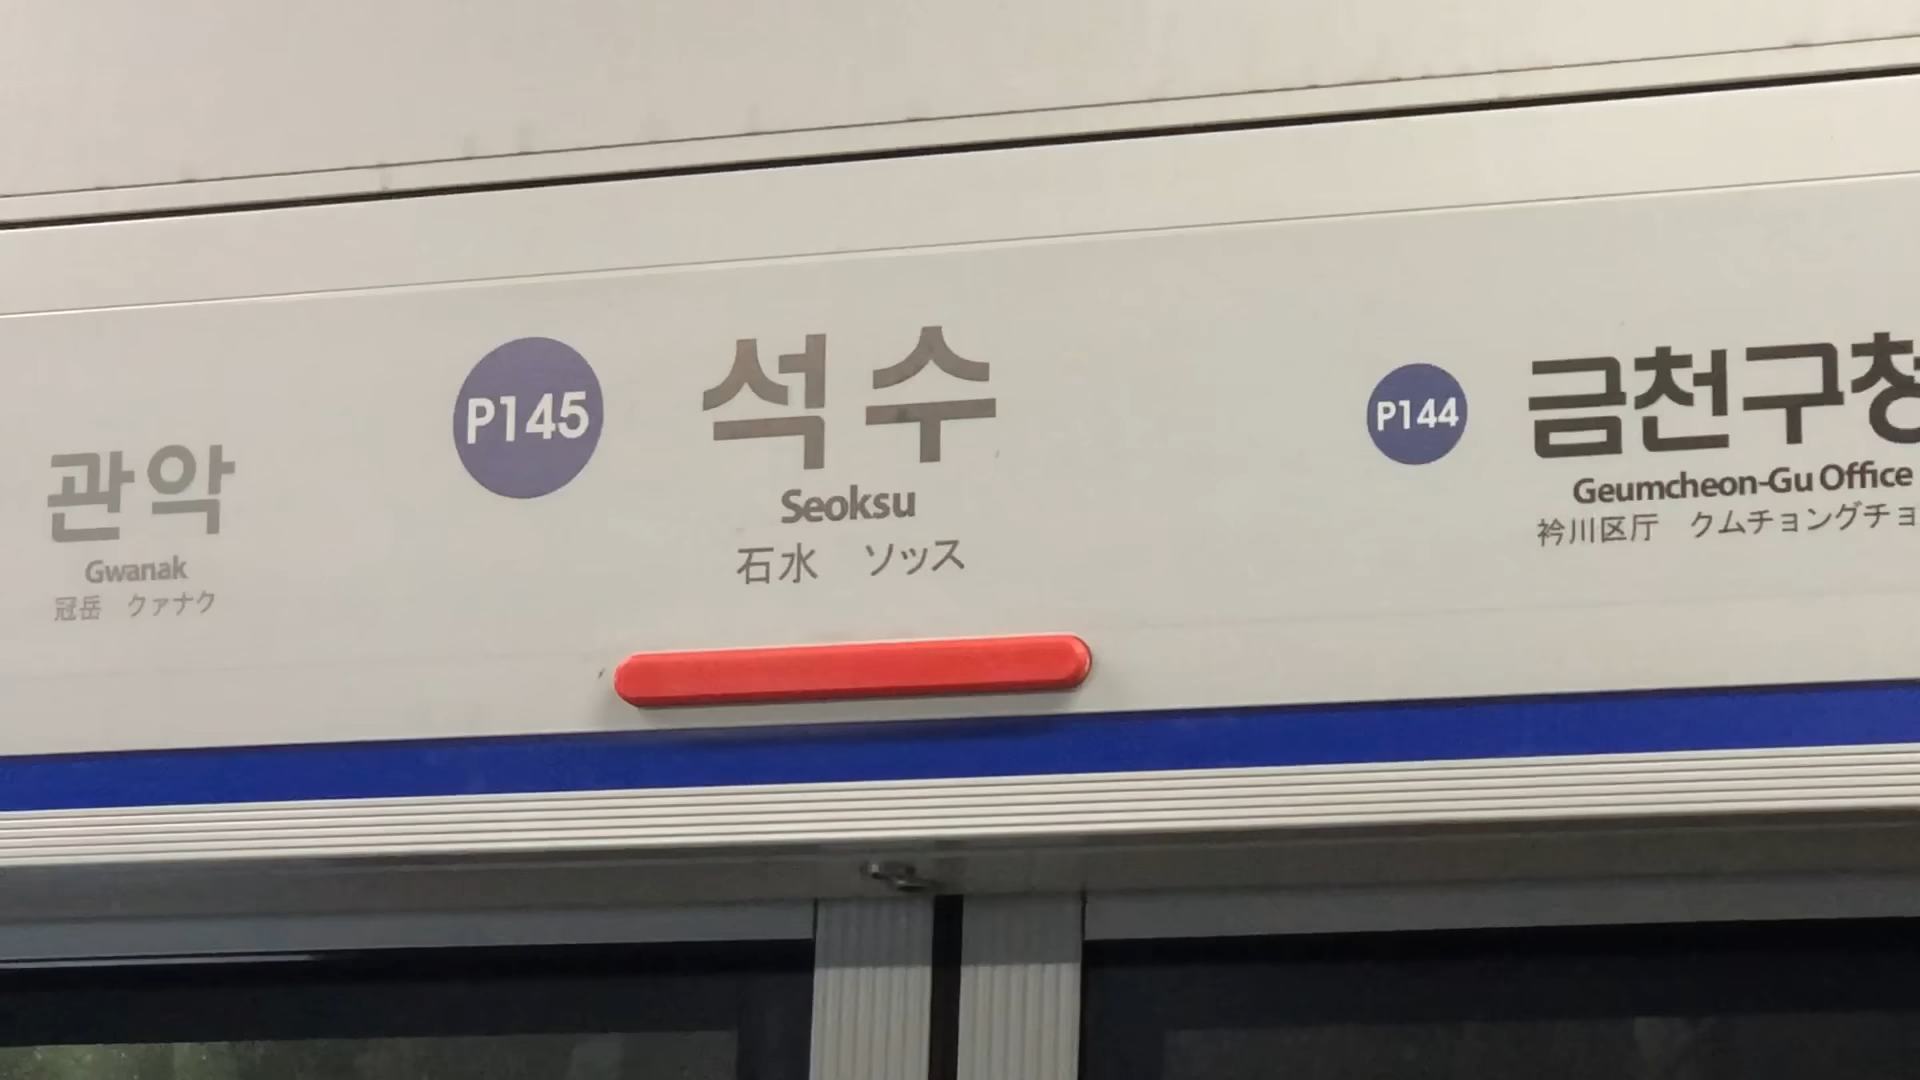 관악
Gwanak
冠岳 クァナク
P145 석수
Seoksu
石水 ソッス
P144 금천구청
Geumcheon-Gu Office
衿川区庁 クムチョングチョ